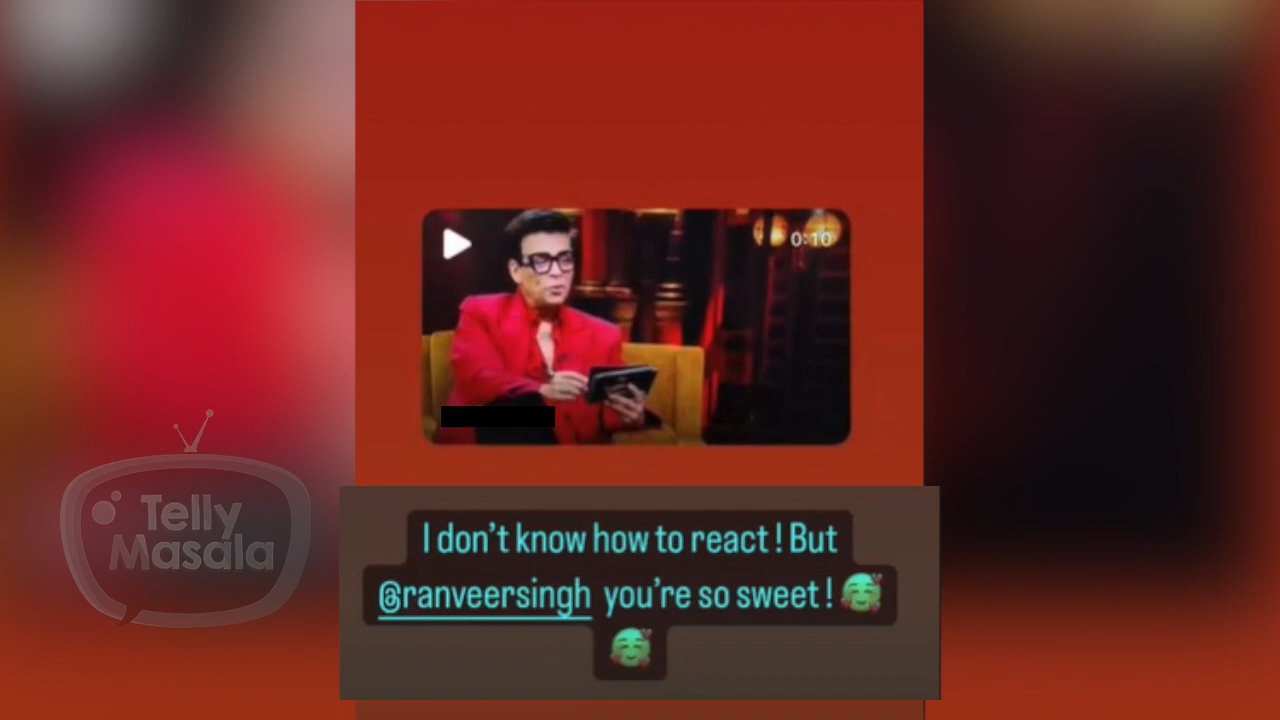 0:10
I don't know how to react ! But
@ranveersingh you're so sweet ! 🥰
🥰
Telly
Masala